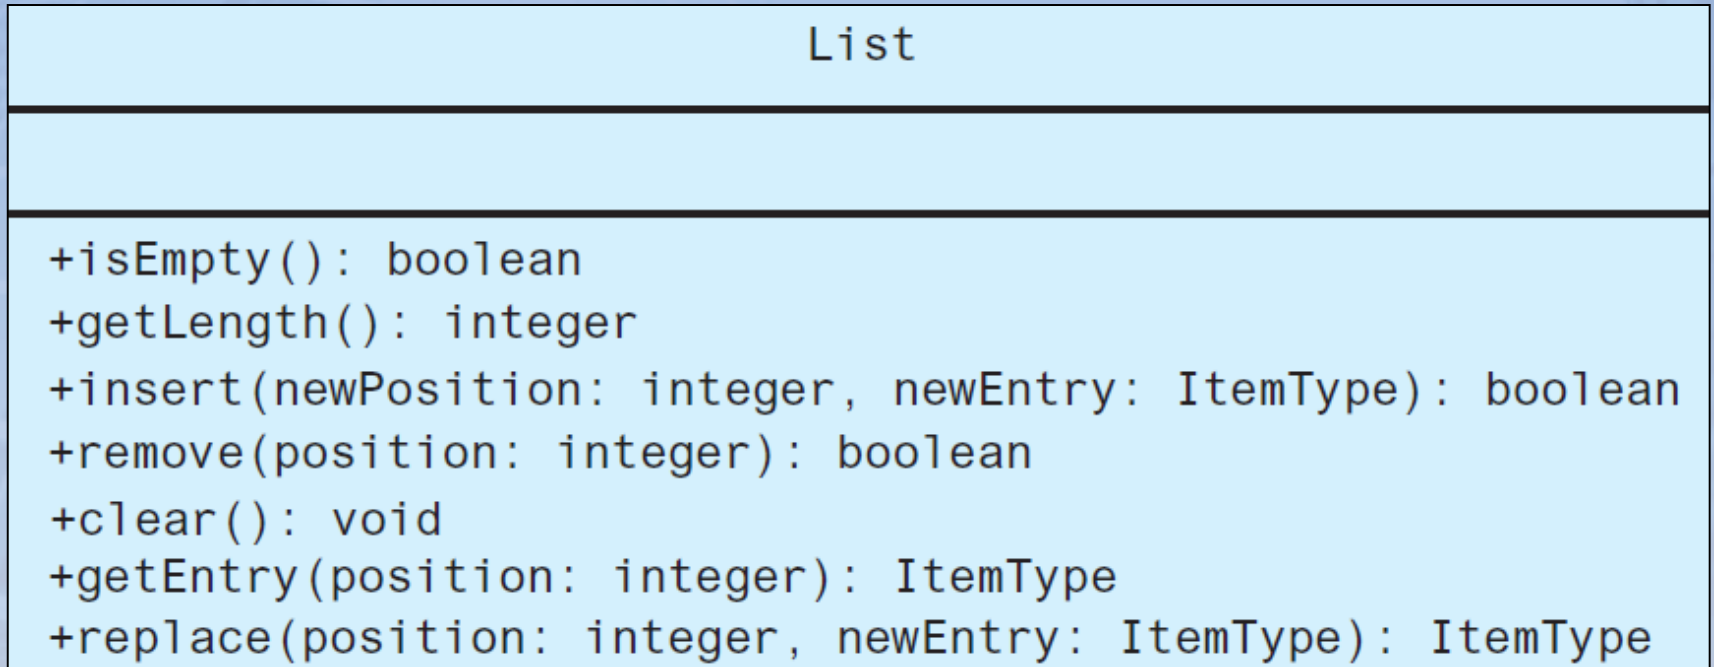 List
+isEmpty(): boolean
+getLength(): integer
+insert(newPosition: integer, newEntry: ItemType): boolean
+remove(position: integer): boolean
+clear(): void
+getEntry(position: integer): ItemType
+replace(position: integer, newEntry: ItemType): ItemType